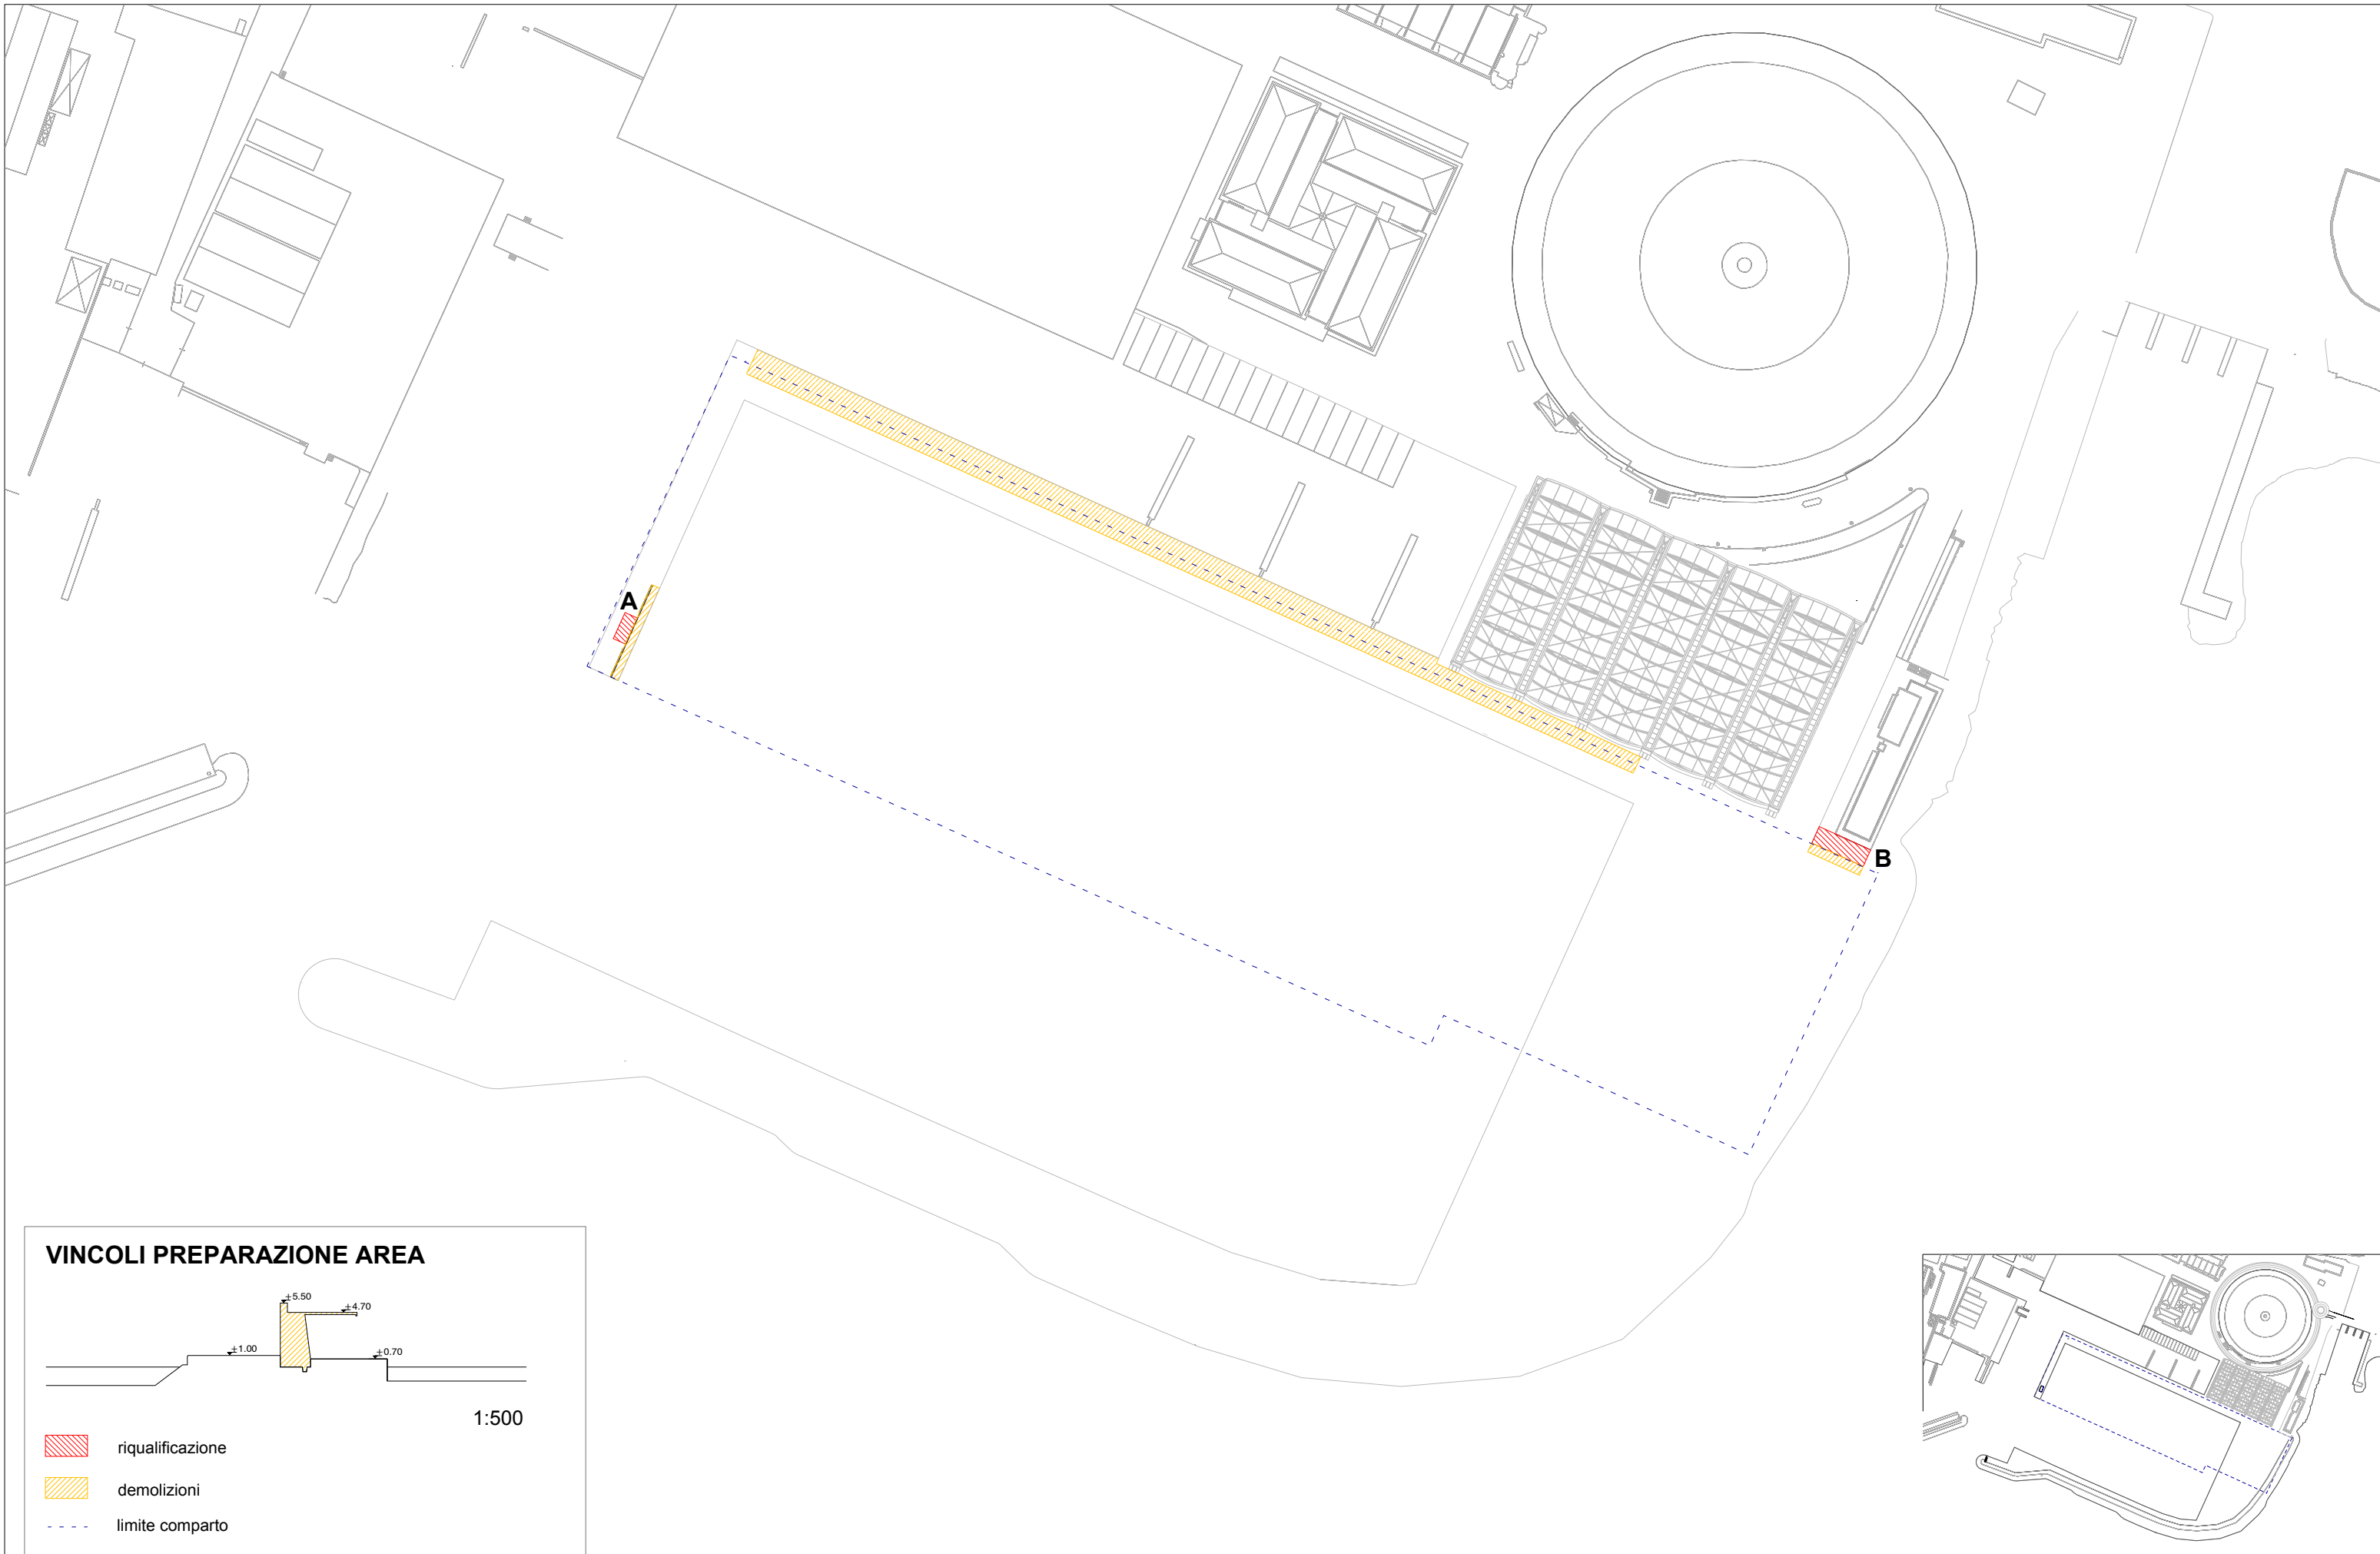 A
B
VINCOLI PREPARAZIONE AREA
±5.50
±4.70
±1.00
±0.70
1:500
riqualificazione
demolizioni
limite comparto